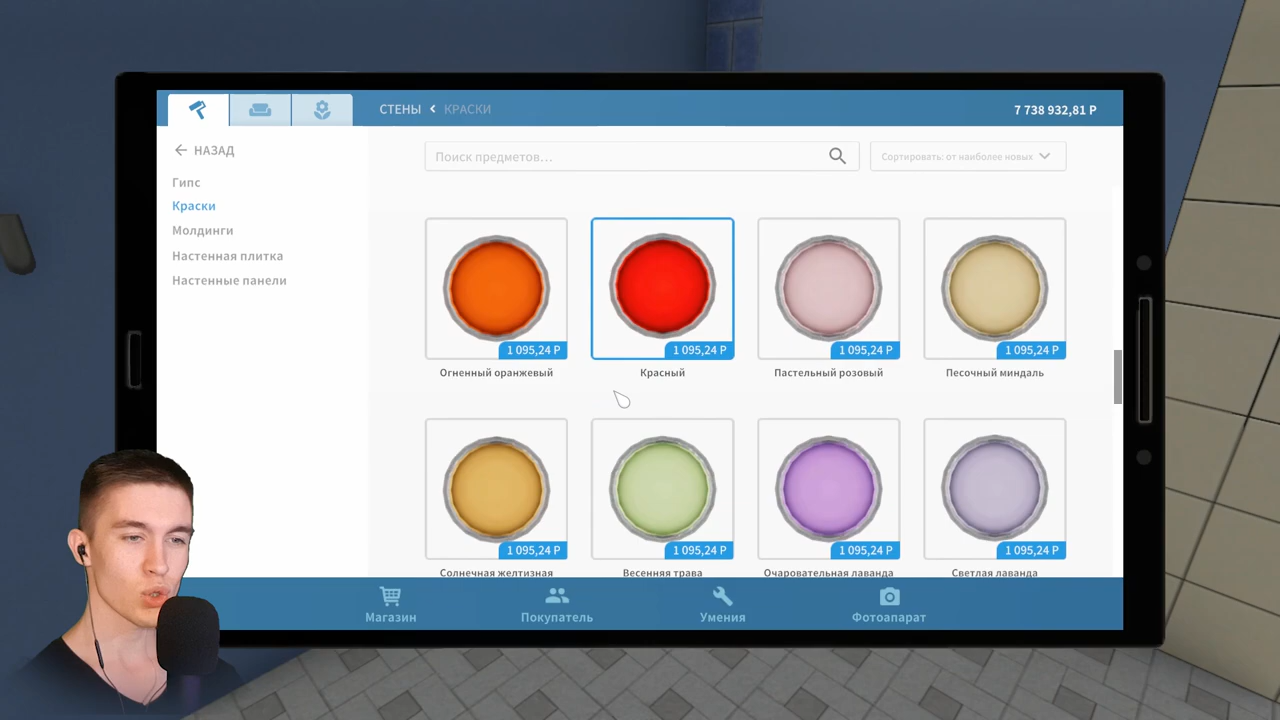 СТЕНЫ < КРАСКИ
7 738 932,81 Р
НАЗАД
Гипс
Краски
Молдинги
Настенная плитка
Настенные панели
Поиск предметов...
Сортировать: от наиболее новых
1 095,24 Р
1 095,24 Р
1 095,24 Р
1 095,24 Р
Огненный оранжевый
Красный
Пастельный розовый
Песочный миндаль
1 095,24 Р
1 095,24 Р
1 095,24 Р
1 095,24 Р
Солнечная желтизна
Весенняя трава
Очаровательная лаванда
Светлая лаванда
Магазин
Покупатель
Умения
Фотоаппарат